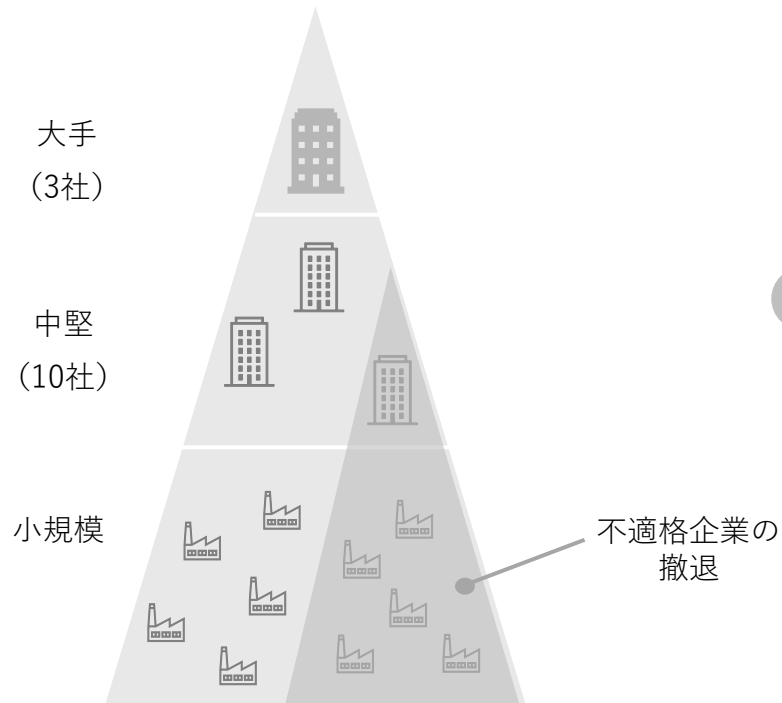 大手
（3社）
中堅
（10社）
小規模
不適格企業の
撤退